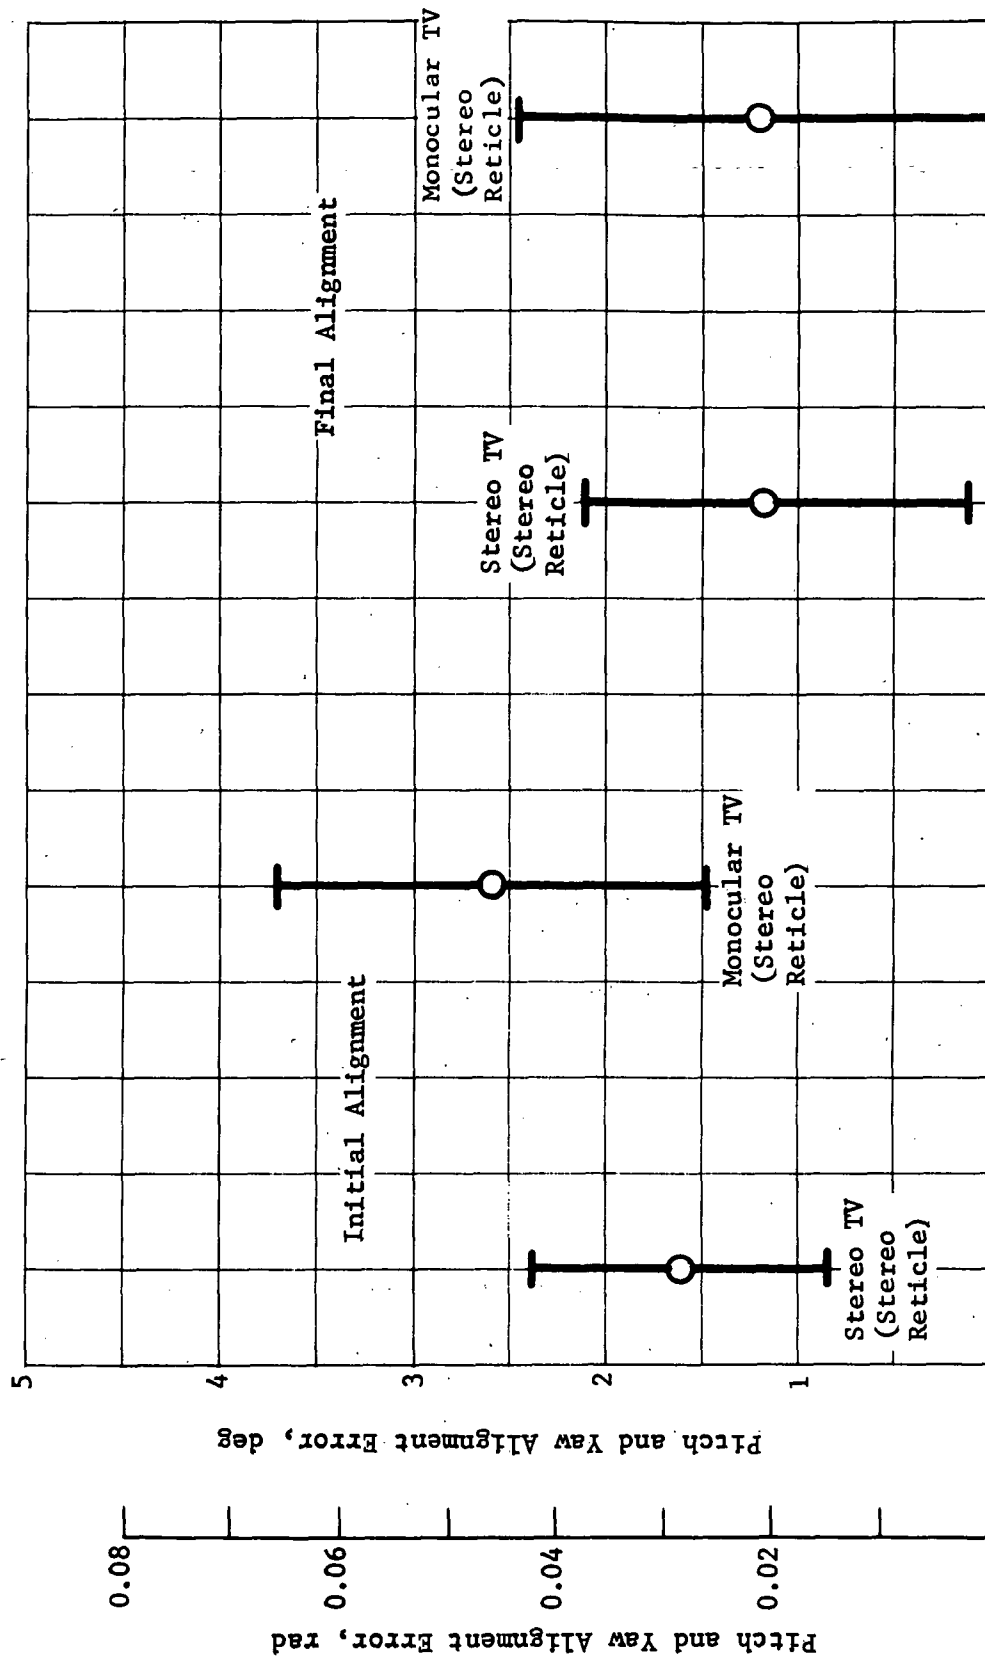 Pitch and Yaw Alignment Error, rad
0.08
0.06
0.04
0.02
Pitch and Yaw Alignment Error, deg
5
4
3
2
1
Initial Alignment
Stereo TV
(Stereo
Reticle)
Monocular TV
(Stereo
Reticle)
Final Alignment
Stereo TV
(Stereo
Reticle)
Monocular TV
(Stereo
Reticle)